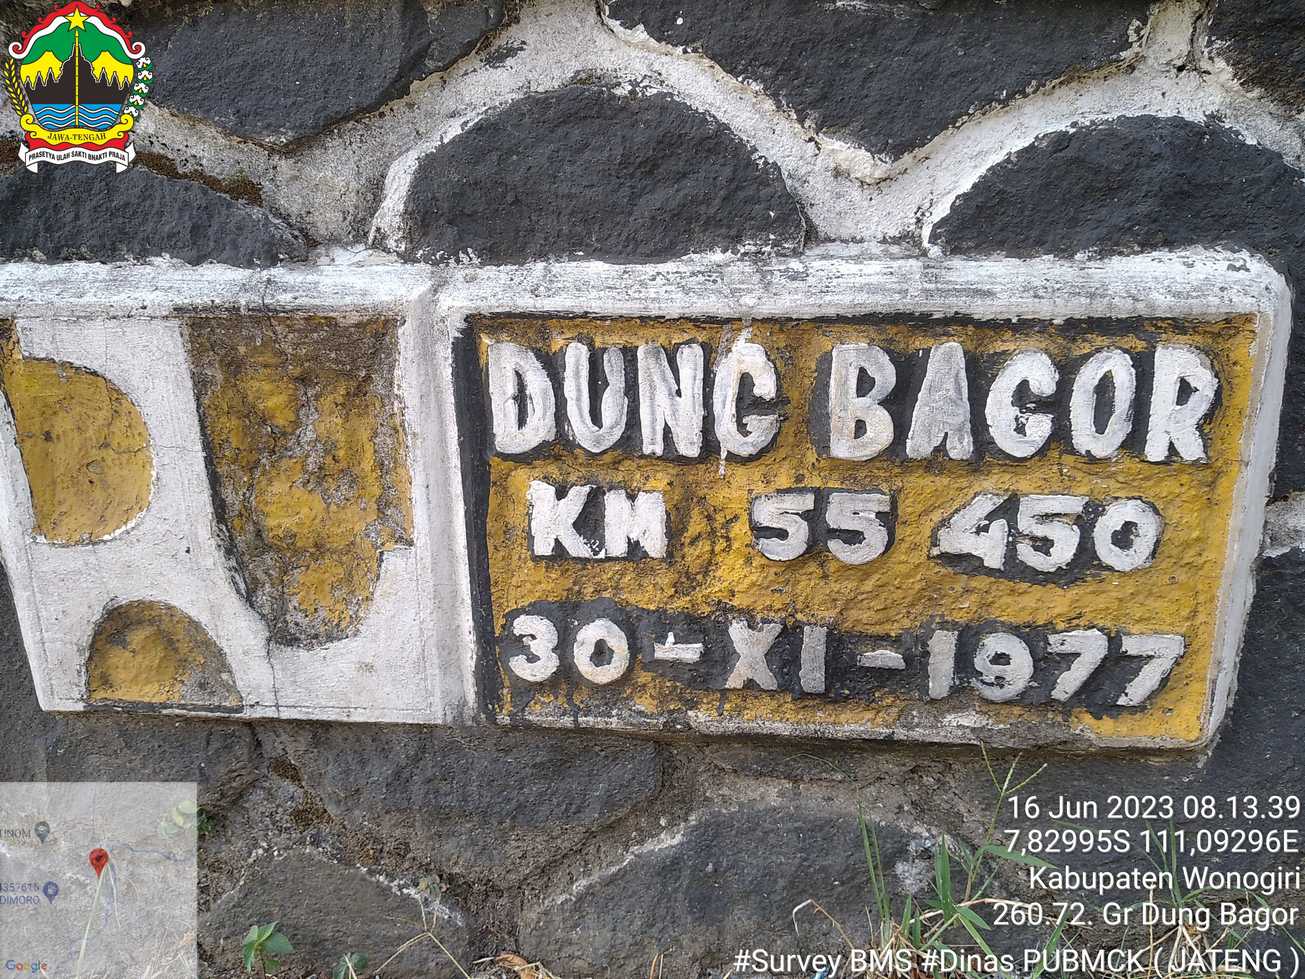 JAWA-TENGAH
PRASETYA ULAH SAKTI BHAKTI PRAJA
DUNG BAGOR
KM 55 450
30-XI-1977
16 Jun 2023 08.13.39
7,82995S 111,09296E
Kabupaten Wonogiri
260.72. Gr Dung Bagor
#Survey BMS #Dinas PUBMCK ( JATENG )
Google